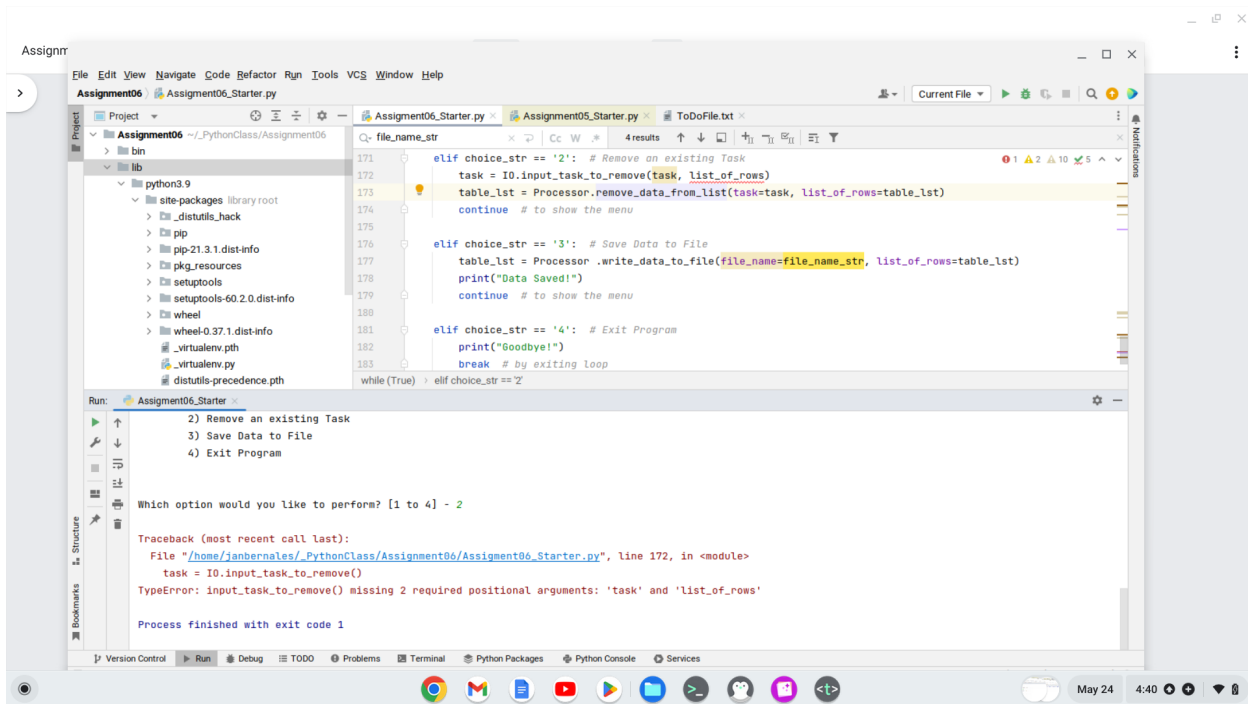 Assignm
File Edit View Navigate Code Refactor Run Tools VCS Window Help
Assignment06 Assigment06_Starter.py
Current File
Project
Assigment06_Starter.py
Assigment05_Starter.py
ToDoFile.txt
Project
Notifications
Assignment06 ~/_PythonClass/Assignment06
bin
lib
python3.9
site-packages library root
_distutils_hack
pip
pip-21.3.1.dist-info
pkg_resources
setuptools
setuptools-60.2.0.dist-info
wheel
wheel-0.37.1.dist-info
_virtualenv.pth
_virtualenv.py
distutils-precedence.pth
file_name_str
Cc W .*
4 results
1 2 10 5
171 elif choice_str == '2': # Remove an existing Task
172 task = IO.input_task_to_remove(task, list_of_rows)
173 table_lst = Processor.remove_data_from_list(task=task, list_of_rows=table_lst)
174 continue # to show the menu
175
176 elif choice_str == '3': # Save Data to File
177 table_lst = Processor .write_data_to_file(file_name=file_name_str, list_of_rows=table_lst)
178 print("Data Saved!")
179 continue # to show the menu
180
181 elif choice_str == '4': # Exit Program
182 print("Goodbye!")
183 break # by exiting loop
while (True) › elif choice_str == '2'
Run: Assigment06_Starter
2) Remove an existing Task
3) Save Data to File
4) Exit Program
Which option would you like to perform? [1 to 4] - 2
Traceback (most recent call last):
File "/home/janbernales/_PythonClass/Assignment06/Assigment06_Starter.py", line 172, in <module>
task = IO.input_task_to_remove()
TypeError: input_task_to_remove() missing 2 required positional arguments: 'task' and 'list_of_rows'
Process finished with exit code 1
Structure
Bookmarks
Version Control Run Debug TODO Problems Terminal Python Packages Python Console Services
May 24 4:40